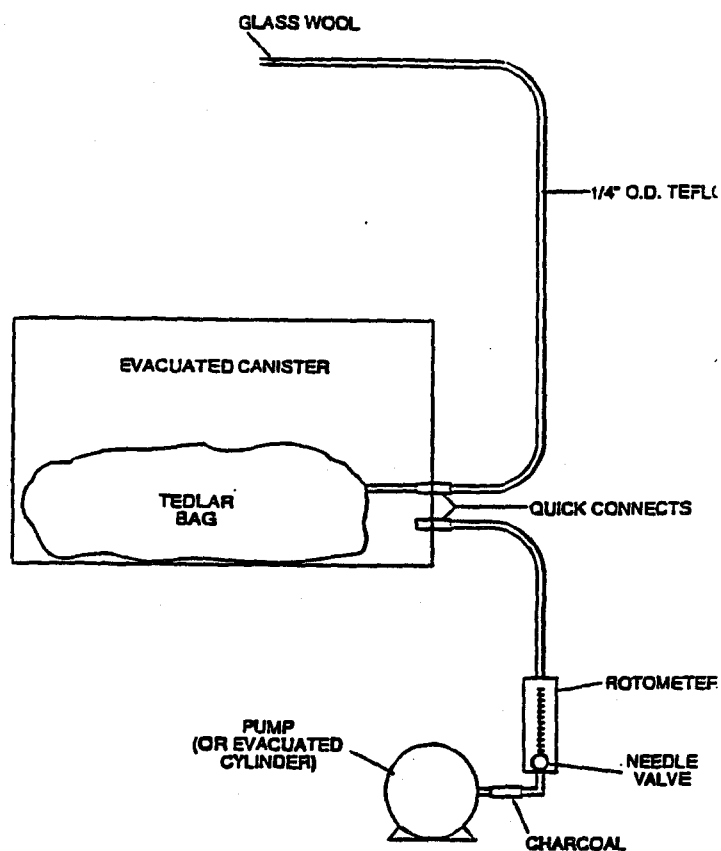 GLASS WOOL
1/4" O.D. TEFL
EVACUATED CANISTER
TEDLAR
BAG
QUICK CONNECTS
ROTOMETER
PUMP
(OR EVACUATED
CYLINDER)
NEEDLE
VALVE
CHARCOAL